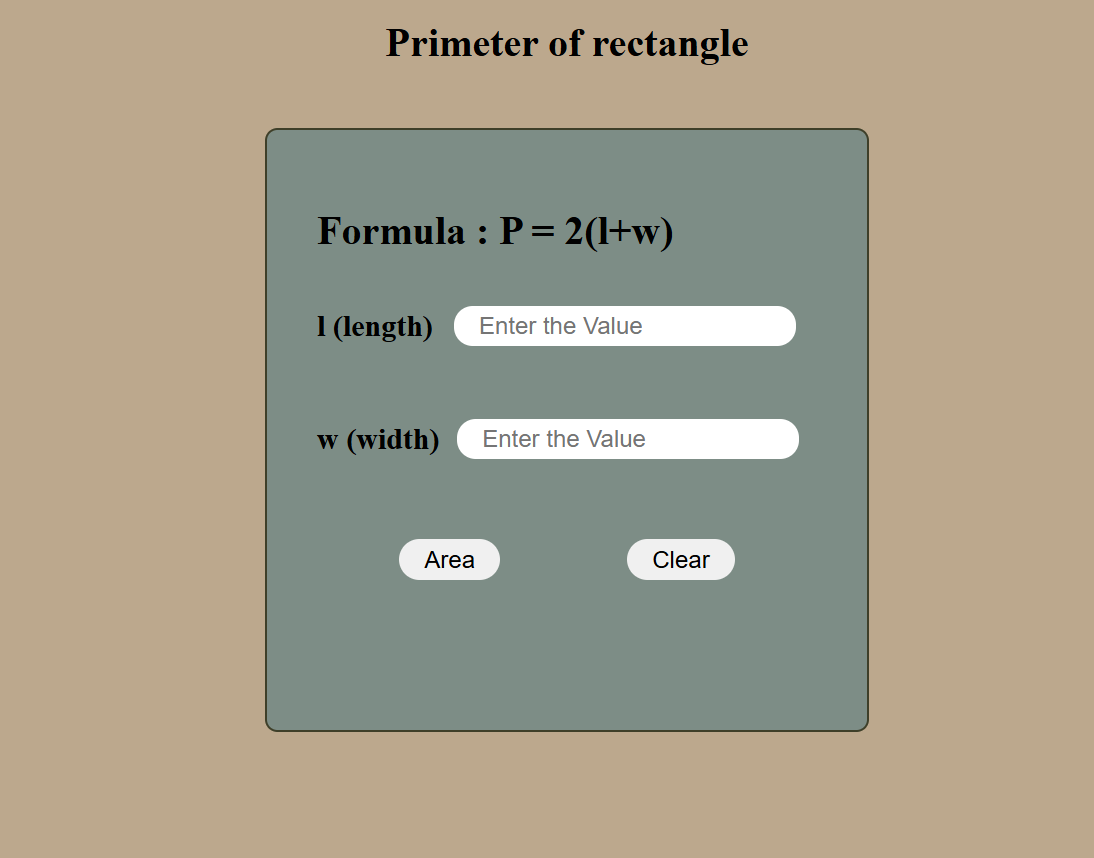 Primeter of rectangle
Formula : P = 2(l+w)
l (length) Enter the Value
w (width) Enter the Value
Area Clear